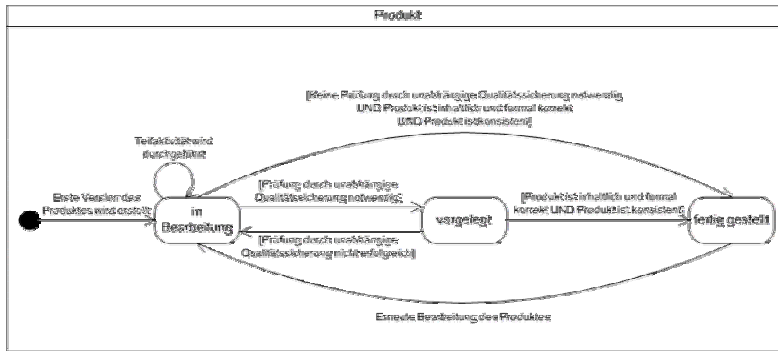 Produkt
[Keine Prüfung durch unabhängige Qualitätssicherung notwendig
UND Produkt ist inhaltlich und formal korrekt
UND Produkt ist konsistent]
Teilaktivität wird
durchgeführt
Erste Version des
Produktes wird erstellt
[Prüfung durch unabhängige
Qualitätssicherung notwendig]
[Produkt ist inhaltlich und formal
korrekt UND Produkt ist konsistent]
in
Bearbeitung
vorgelegt
fertig gestellt
[Prüfung durch unabhängige
Qualitätssicherung nicht erfolgreich]
Erneute Bearbeitung des Produktes